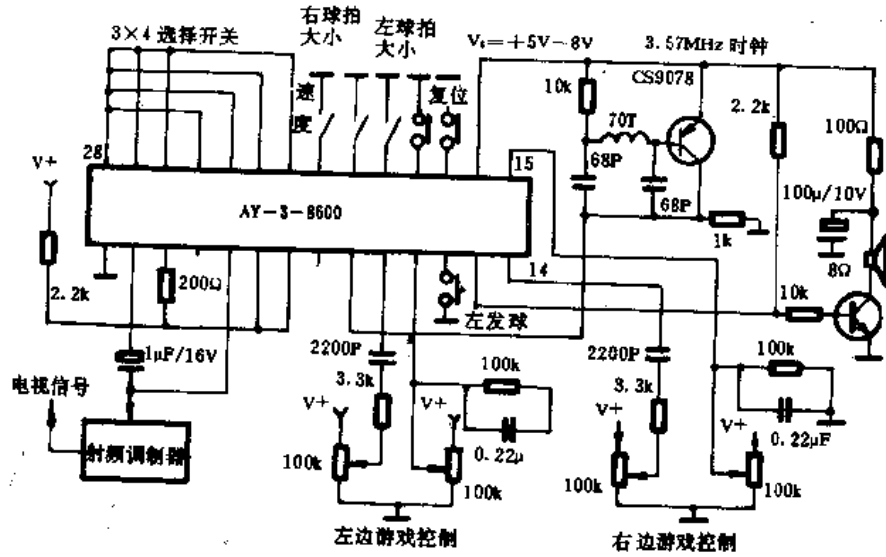 3×4 选择开关
右球拍
大小
左球拍
大小
Vs=+5V-8V
3.57MHz 时钟
CS9078
速
度
复位
10k
70T
2.2k
100Ω
28
V+
15
68P
68P
100μ/10V
AY-3-8600
1k
8Ω
14
200Ω
2.2k
左发球
10k
1μF/16V
2200P
100k
2200P
100k
电视信号
3.3k
3.3k
V+
V+
V+
V+
0.22μ
0.22μF
射频调制器
100k
100k
100k
100k
左边游戏控制
右边游戏控制